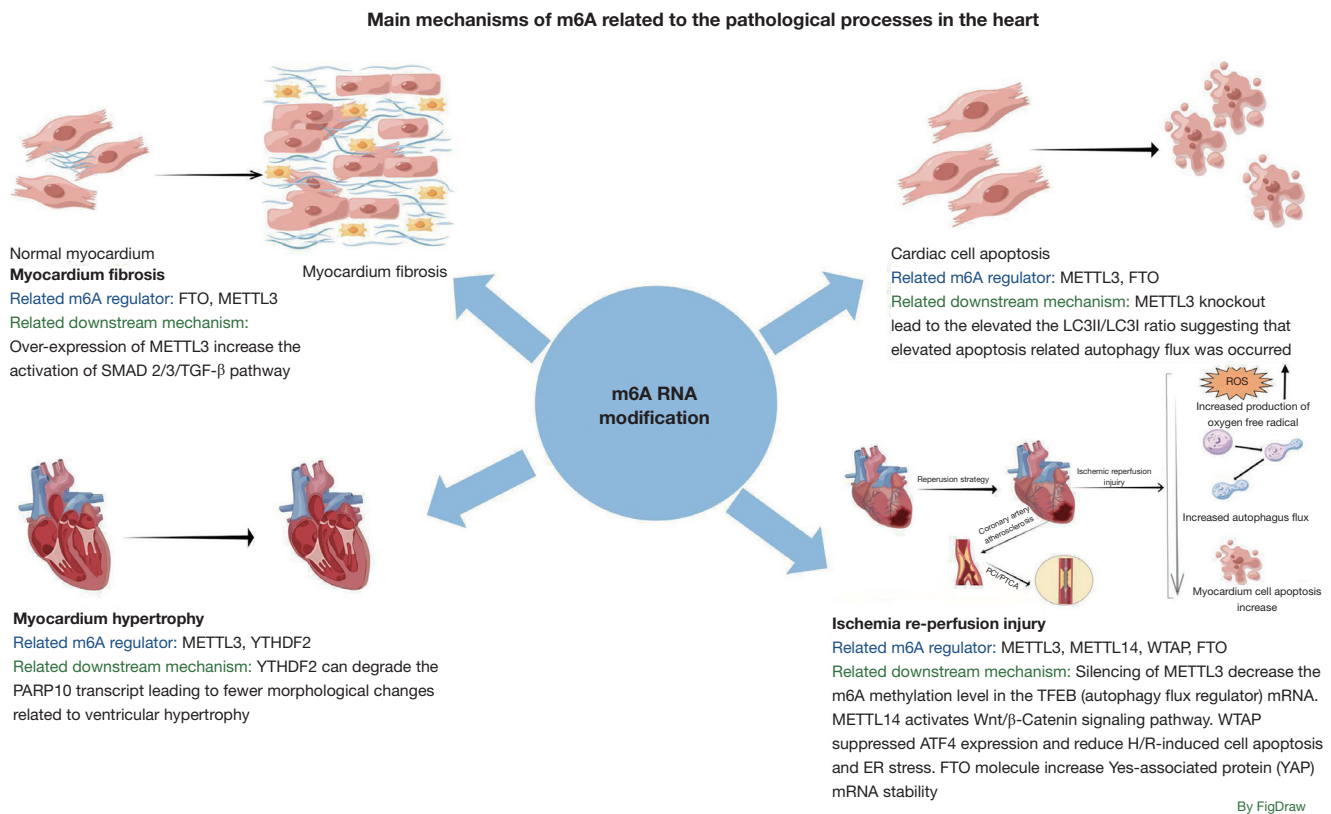 Main mechanisms of m6A related to the pathological processes in the heart
Normal myocardium
Myocardium fibrosis
Myocardium fibrosis
Related m6A regulator: FTO, METTL3
Related downstream mechanism:
Over-expression of METTL3 increase the
activation of SMAD 2/3/TGF-β pathway
Cardiac cell apoptosis
Related m6A regulator: METTL3, FTO
Related downstream mechanism: METTL3 knockout
lead to the elevated the LC3II/LC3I ratio suggesting that
elevated apoptosis related autophagy flux was occurred
m6A RNA
modification
Myocardium hypertrophy
Related m6A regulator: METTL3, YTHDF2
Related downstream mechanism: YTHDF2 can degrade the
PARP10 transcript leading to fewer morphological changes
related to ventricular hypertrophy
Reperusion strategy
Ischemic reperfusion
injuiry
Coronary artery
atherosclerosis
PCI/PTCA
ROS
Increased production of
oxygen free radical
Increased autophagus flux
Myocardium cell apoptosis
increase
Ischemia re-perfusion injury
Related m6A regulator: METTL3, METTL14, WTAP, FTO
Related downstream mechanism: Silencing of METTL3 decrease the
m6A methylation level in the TFEB (autophagy flux regulator) mRNA.
METTL14 activates Wnt/β-Catenin signaling pathway. WTAP
suppressed ATF4 expression and reduce H/R-induced cell apoptosis
and ER stress. FTO molecule increase Yes-associated protein (YAP)
mRNA stability
By FigDraw